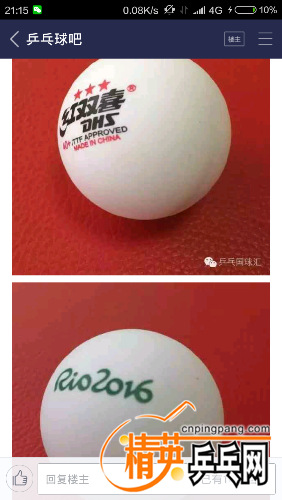 21:15
0.08K/s
4G
10%
乒乓球吧
楼主
红双喜
®
DHS
ITTF APPROVED
40+
MADE IN CHINA
乒乓国球汇
Rio2016
cnpingpang.com
精英乒乓网
回复楼主